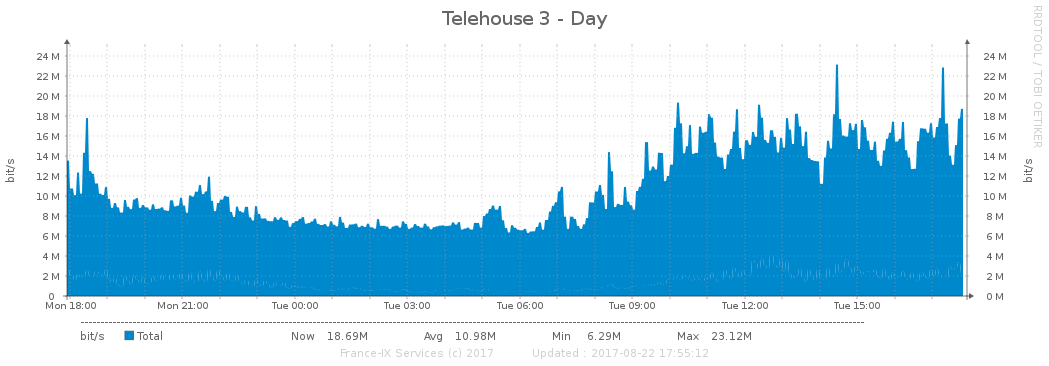 Telehouse 3 - Day
RRDTOOL / TOBI OETIKER
bit/s
24 M 24 M
22 M 22 M
20 M 20 M
18 M 18 M
16 M 16 M
14 M 14 M
12 M 12 M
10 M 10 M
8 M 8 M
6 M 6 M
4 M 4 M
2 M 2 M
0 0 M
bit/s
Mon 18:00 Mon 21:00 Tue 00:00 Tue 03:00 Tue 06:00 Tue 09:00 Tue 12:00 Tue 15:00
bit/s Total Now 18.69M Avg 10.98M Min 6.29M Max 23.12M
France-IX Services (c) 2017 Updated : 2017-08-22 17:55:12